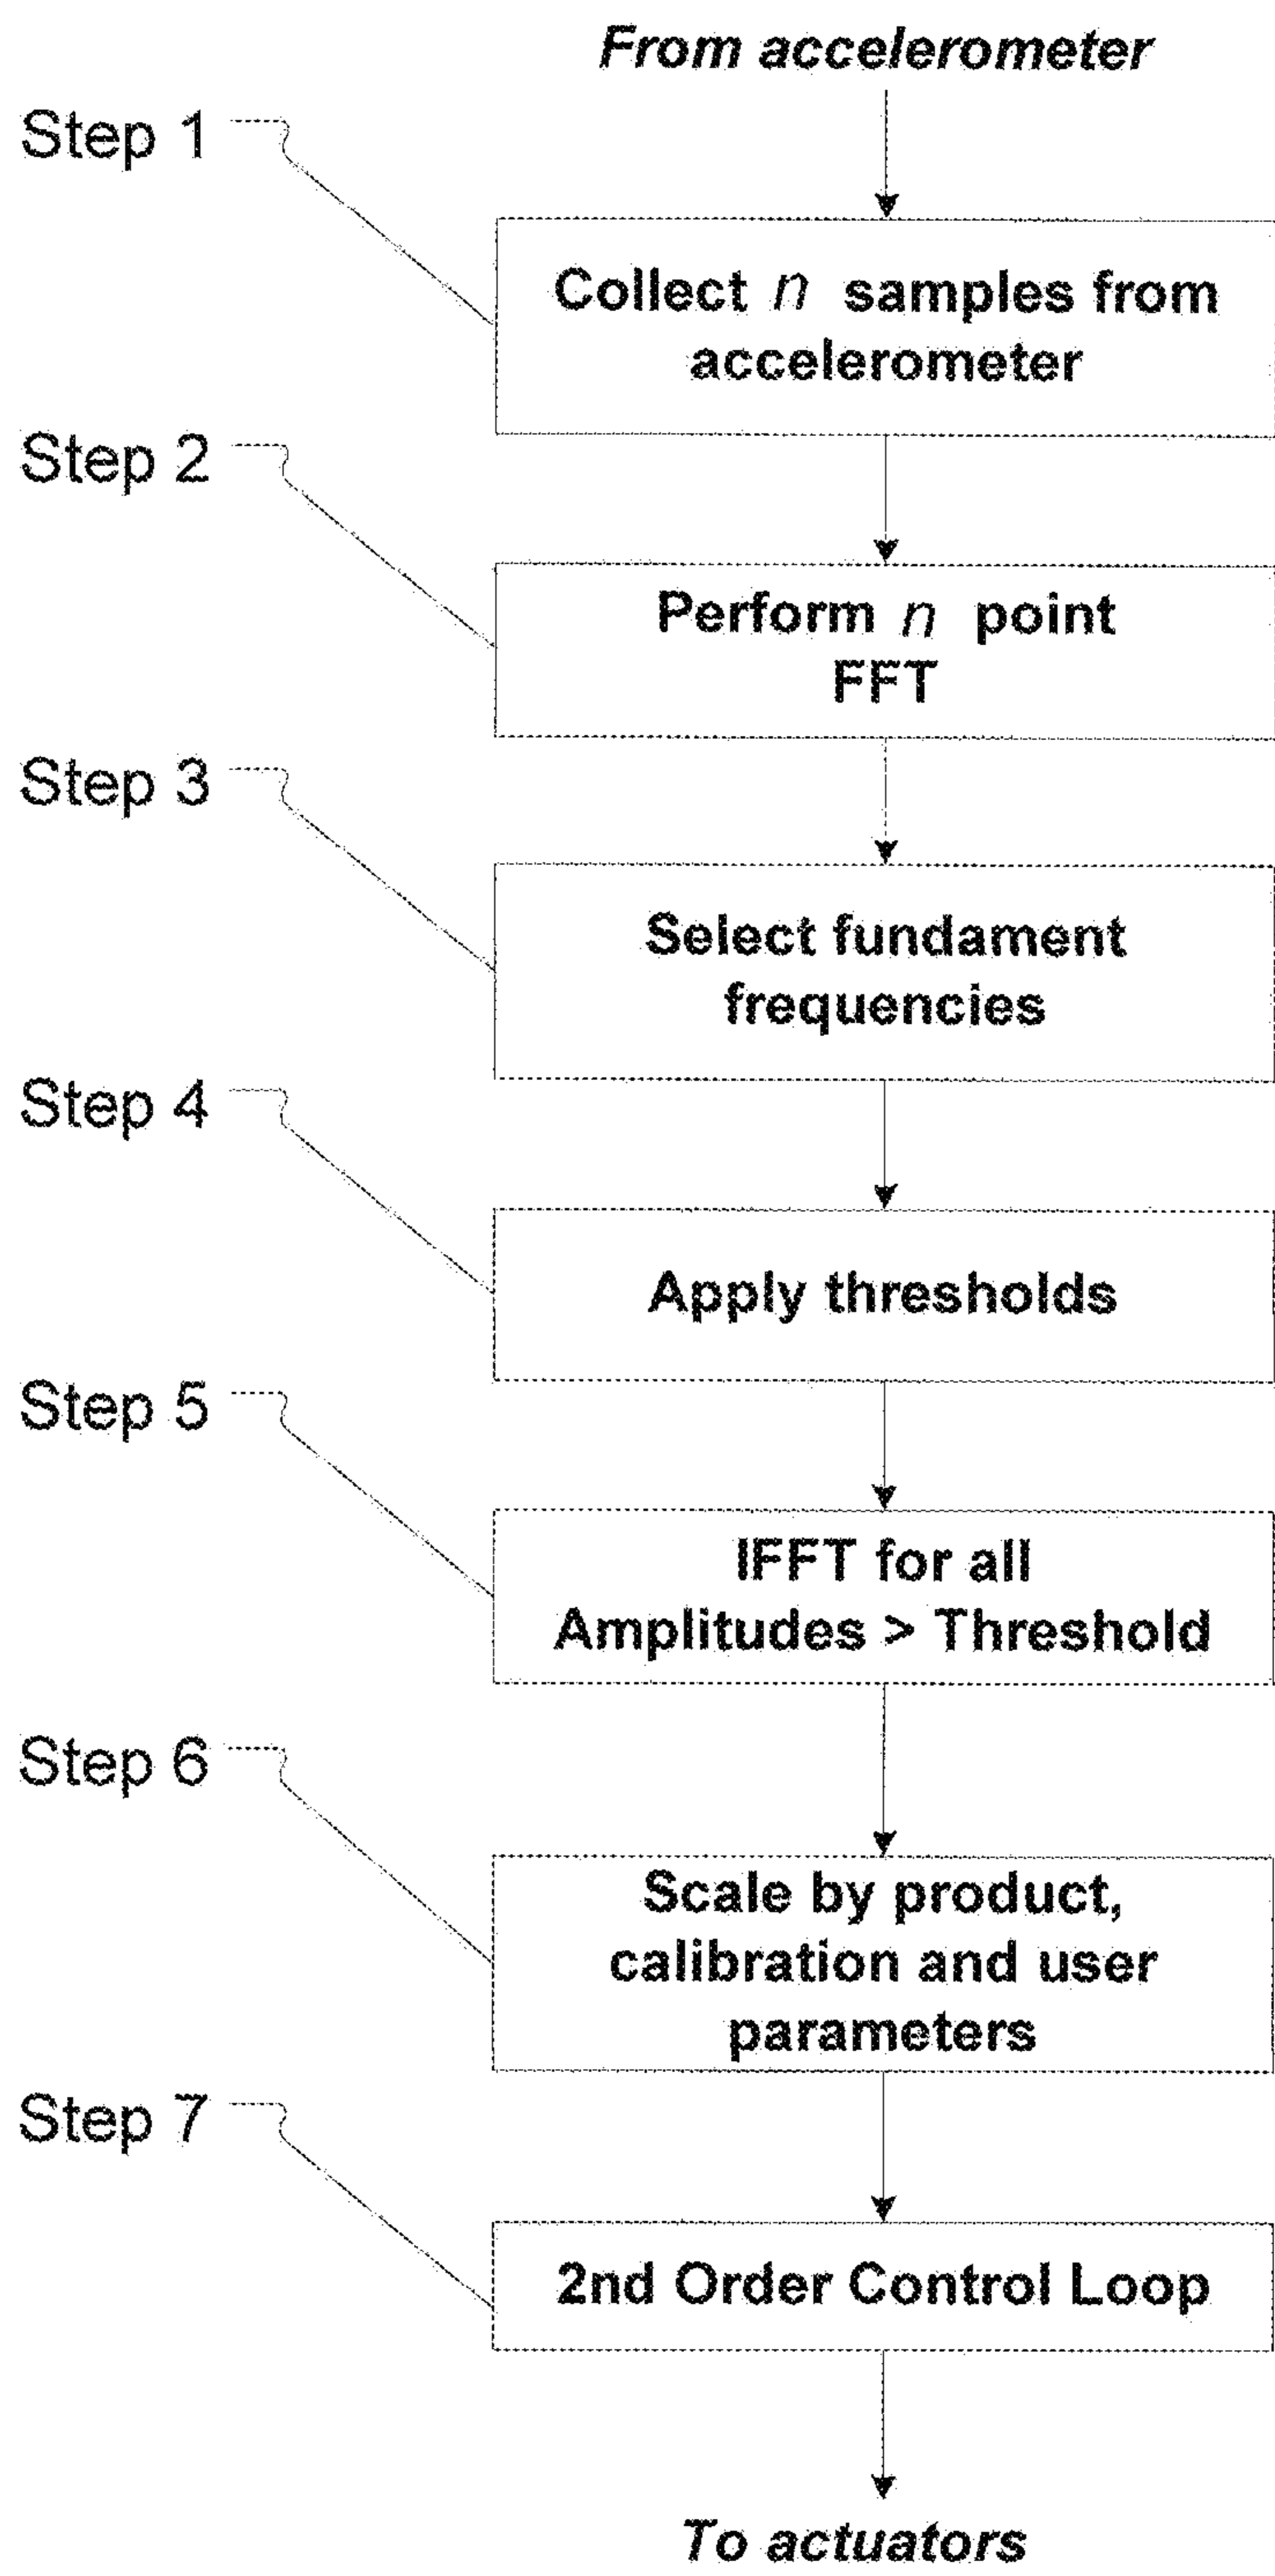 From accelerometer
Step 1
Collect n samples from
accelerometer
Step 2
Perform n point
FFT
Step 3
Select fundament
frequencies
Step 4
Apply thresholds
Step 5
IFFT for all
Amplitudes > Threshold
Step 6
Scale by product,
calibration and user
parameters
Step 7
2nd Order Control Loop
To actuators